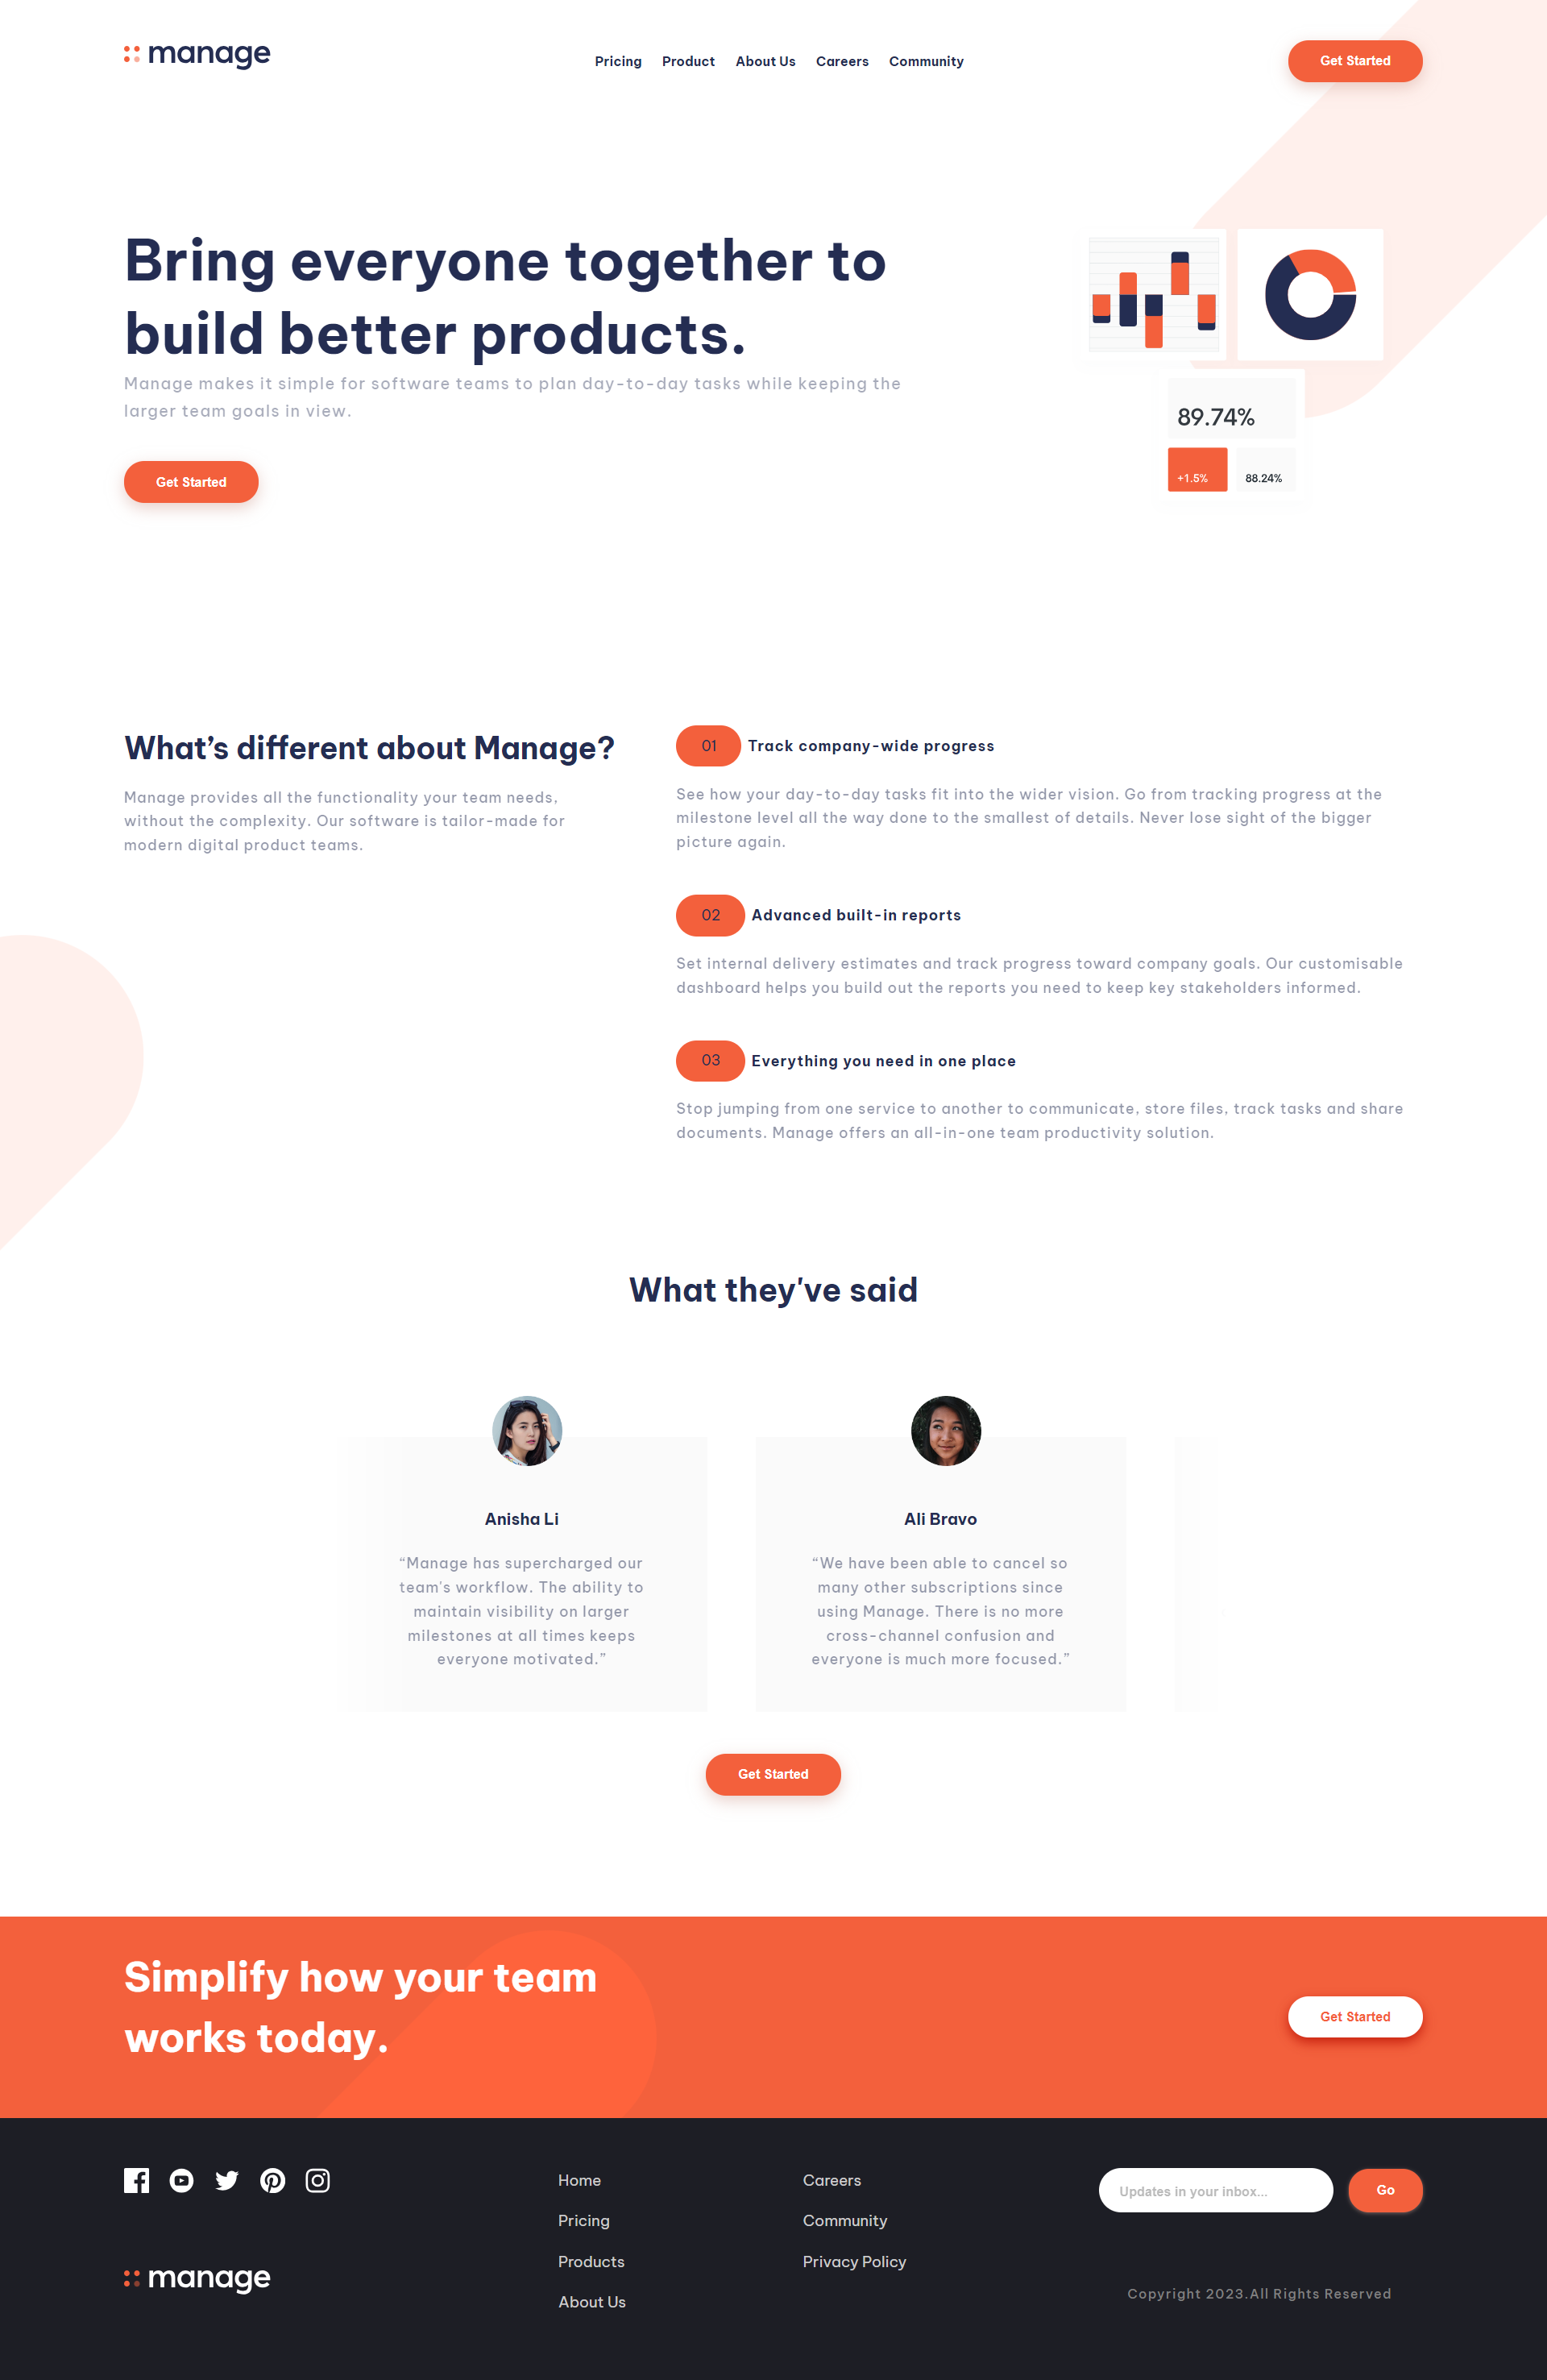 manage
Pricing Product About Us Careers Community
Get Started
Bring everyone together to
build better products.
Manage makes it simple for software teams to plan day-to-day tasks while keeping the
larger team goals in view.
Get Started
89.74%
+1.5%
88.24%
What’s different about Manage?
Manage provides all the functionality your team needs,
without the complexity. Our software is tailor-made for
modern digital product teams.
01 Track company-wide progress
See how your day-to-day tasks fit into the wider vision. Go from tracking progress at the
milestone level all the way done to the smallest of details. Never lose sight of the bigger
picture again.
02 Advanced built-in reports
Set internal delivery estimates and track progress toward company goals. Our customisable
dashboard helps you build out the reports you need to keep key stakeholders informed.
03 Everything you need in one place
Stop jumping from one service to another to communicate, store files, track tasks and share
documents. Manage offers an all-in-one team productivity solution.
What they've said
Anisha Li
“Manage has supercharged our
team's workflow. The ability to
maintain visibility on larger
milestones at all times keeps
everyone motivated.”
Ali Bravo
“We have been able to cancel so
many other subscriptions since
using Manage. There is no more
cross-channel confusion and
everyone is much more focused.”
Get Started
Simplify how your team
works today.
Get Started
manage
Home
Pricing
Products
About Us
Careers
Community
Privacy Policy
Updates in your inbox...
Go
Copyright 2023.All Rights Reserved